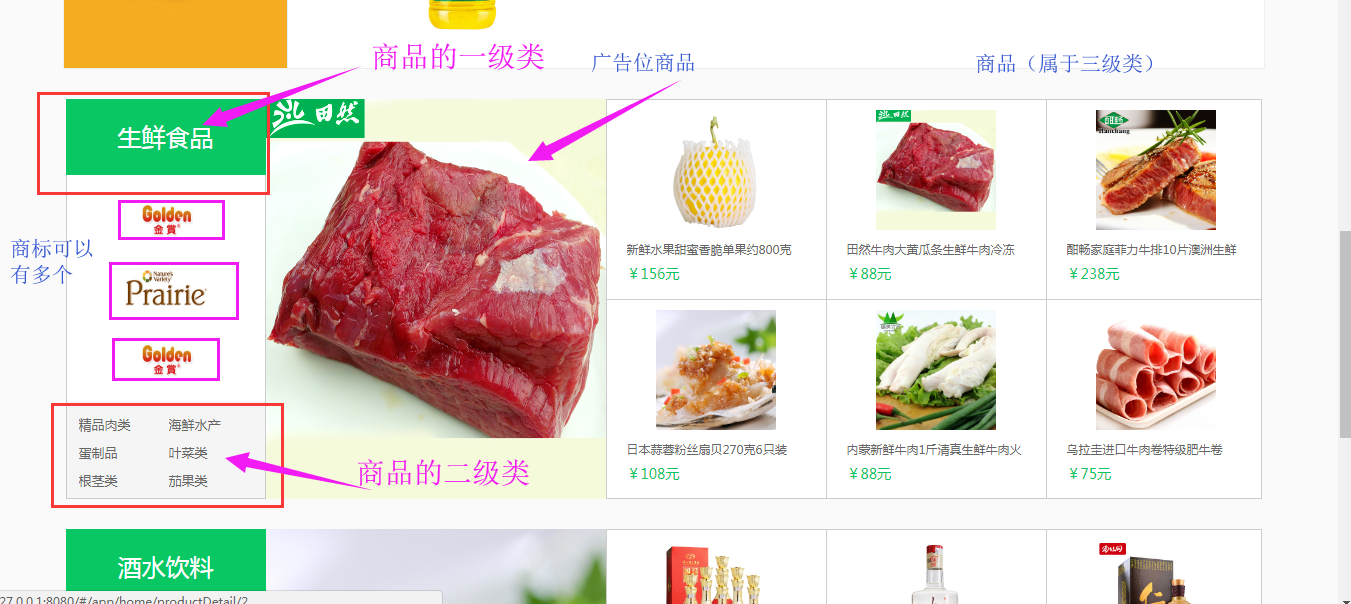 商品的一级类
广告位商品
商品（属于三级类）
生鲜食品
田然
Golden
金賞
商标可以
有多个
Nature's
Variety
Prairie
Golden
金賞
精品肉类 海鲜水产
蛋制品 叶菜类
根茎类 茄果类
商品的二级类
新鲜水果甜蜜香脆单果约800克
￥156元
田然牛肉大黄瓜条生鲜牛肉冷冻
￥88元
Hanchang
酣畅家庭菲力牛排10片澳洲生鲜
￥238元
日本蒜蓉粉丝扇贝270克6只装
￥108元
内蒙新鲜牛肉1斤清真生鲜牛肉火
￥88元
乌拉圭进口牛肉卷特级肥牛卷
￥75元
酒水饮料
27.0.0.1:8080/#/app/home/productDetail/2